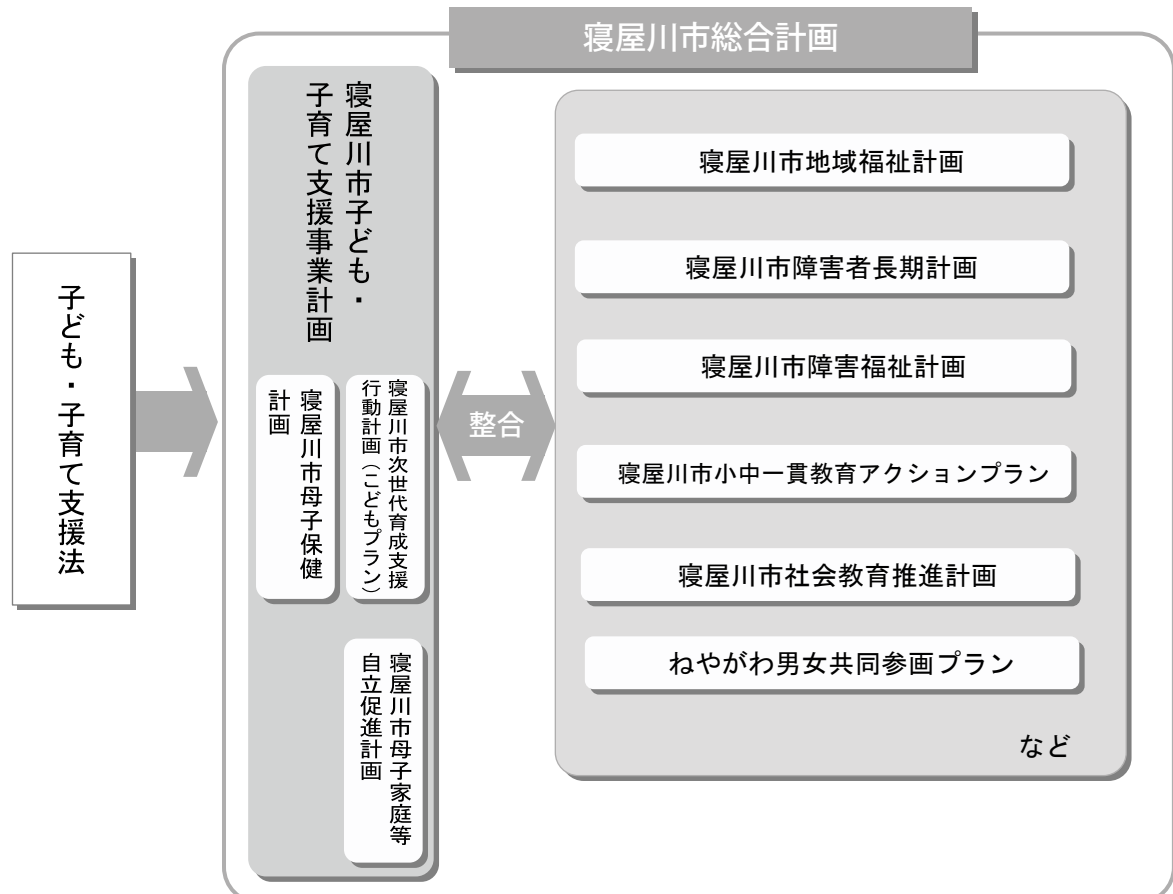 寝屋川市総合計画
子ども・子育て支援法
寝屋川市子ども・
子育て支援事業計画
寝屋川市次世代育成支援
行動計画（こどもプラン）
寝屋川市母子保健
計画
寝屋川市母子家庭等
自立促進計画
整合
寝屋川市地域福祉計画
寝屋川市障害者長期計画
寝屋川市障害福祉計画
寝屋川市小中一貫教育アクションプラン
寝屋川市社会教育推進計画
ねやがわ男女共同参画プラン
など